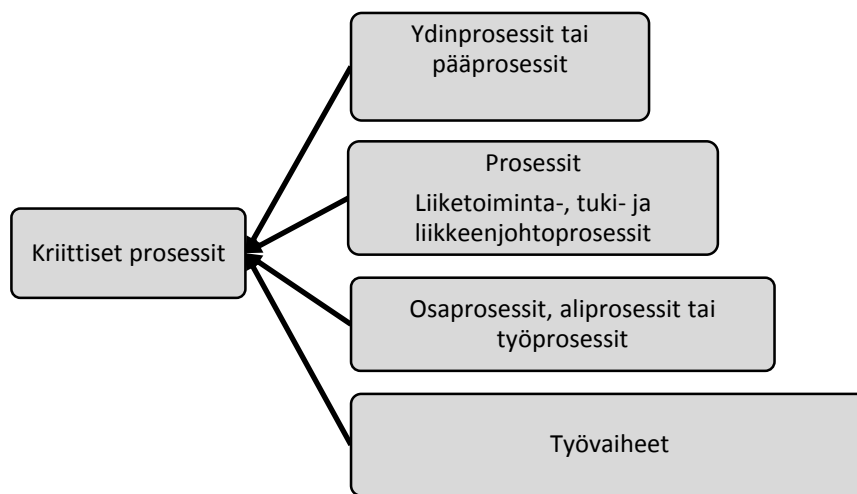 Ydinprosessit tai
pääprosessit
Prosessit
Liiketoiminta-, tuki- ja
liikkeenjohtoprosessit
Kriittiset prosessit
Osaprosessit, aliprosessit tai
työprosessit
Työvaiheet